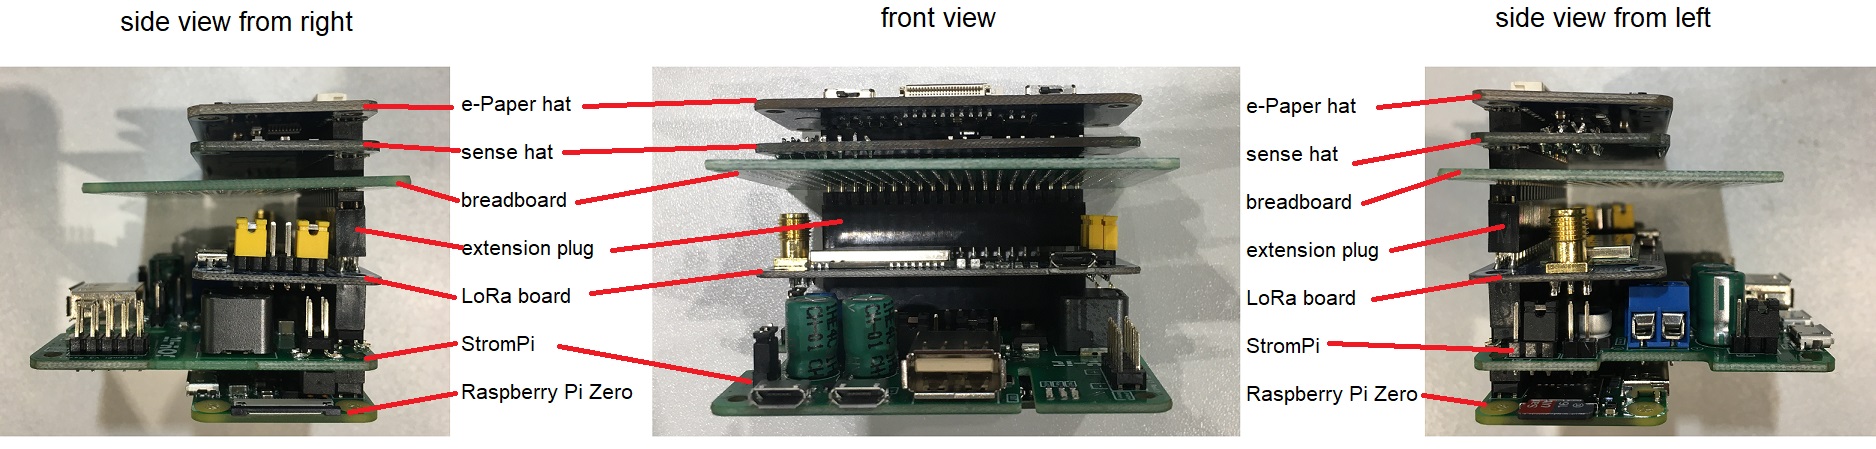 side view from right
front view
side view from left
e-Paper hat
sense hat
breadboard
extension plug
LoRa board
StromPi
Raspberry Pi Zero
e-Paper hat
sense hat
breadboard
extension plug
LoRa board
StromPi
Raspberry Pi Zero